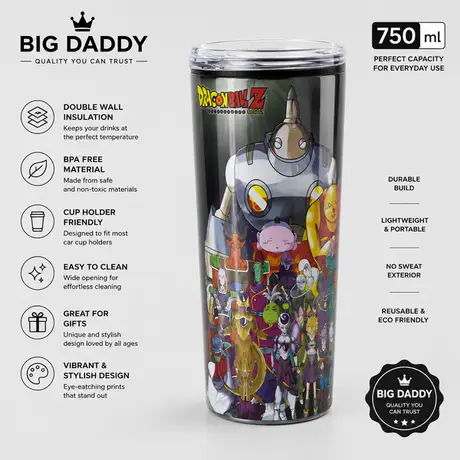 BIG DADDY
QUALITY YOU CAN TRUST
750 ml
PERFECT CAPACITY
FOR EVERYDAY USE
DOUBLE WALL
INSULATION
Keeps your drinks at
the perfect temperature
BPA FREE
MATERIAL
Made from safe
and non-toxic materials
CUP HOLDER
FRIENDLY
Designed to fit most
car cup holders
EASY TO CLEAN
Wide opening for
effortless cleaning
GREAT FOR
GIFTS
Unique and stylish
design loved by all ages
VIBRANT &
STYLISH DESIGN
Eye-eatching prints
that stand out
DRAGON BALL Z
DURABLE
BUILD
LIGHTWEIGHT
& PORTABLE
NO SWEAT
EXTERIOR
REUSABLE &
ECO FRIENDLY
BIG DADDY
QUALITY YOU
CAN TRUST